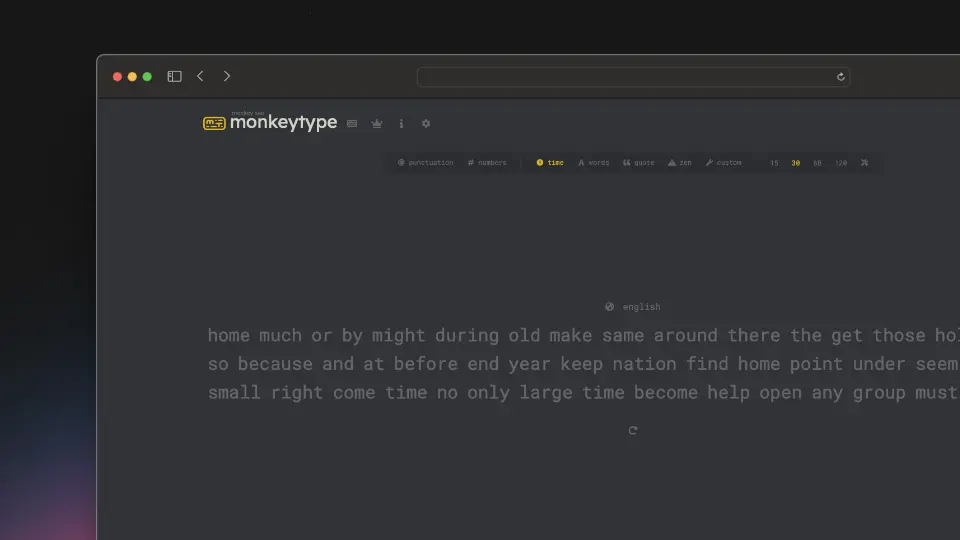 monkey see
monkeytype
punctuation # numbers time A words quote zen custom 15 30 60 120
english
home much or by might during old make same around there the get those hol
so because and at before end year keep nation find home point under seem
small right come time no only large time become help open any group must